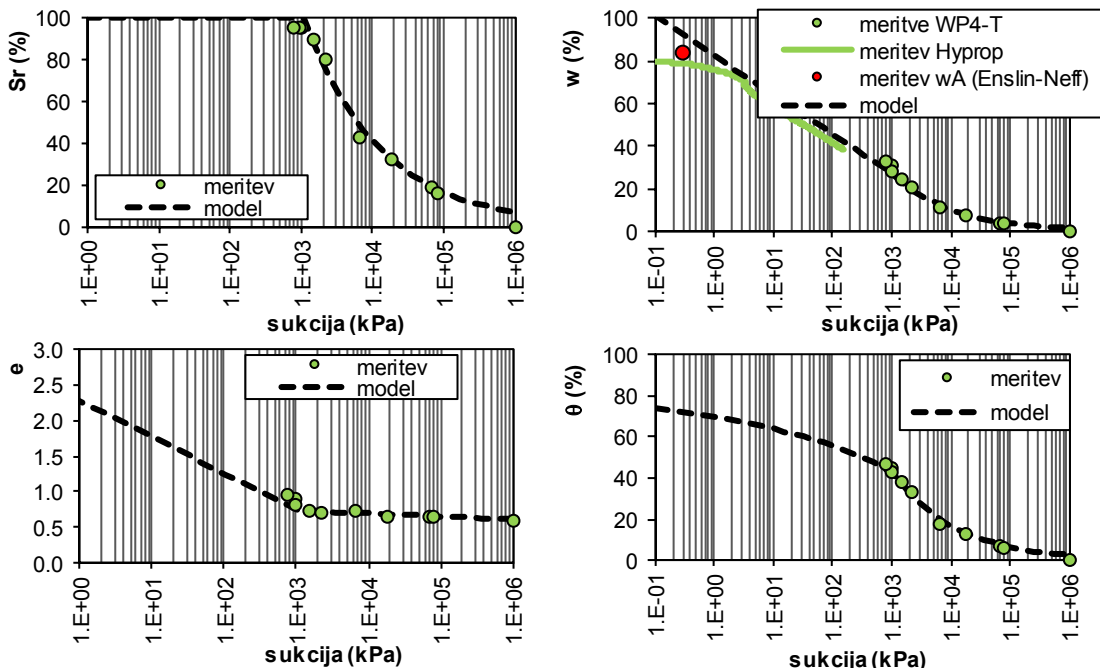 Sr (%)
100
80
60
40
20
0
meritev
model
1.E+00
1.E+01
1.E+02
1.E+03
1.E+04
1.E+05
1.E+06
sukcija (kPa)
w (%)
100
80
60
40
20
0
meritve WP4-T
meritev Hyprop
meritev wA (Enslin-Neff)
model
1.E-01
1.E+00
1.E+01
1.E+02
1.E+03
1.E+04
1.E+05
1.E+06
sukcija (kPa)
e
3.0
2.5
2.0
1.5
1.0
0.5
0.0
meritev
model
1.E+00
1.E+01
1.E+02
1.E+03
1.E+04
1.E+05
1.E+06
sukcija (kPa)
θ (%)
100
80
60
40
20
0
meritev
model
1.E-01
1.E+00
1.E+01
1.E+02
1.E+03
1.E+04
1.E+05
1.E+06
sukcija (kPa)